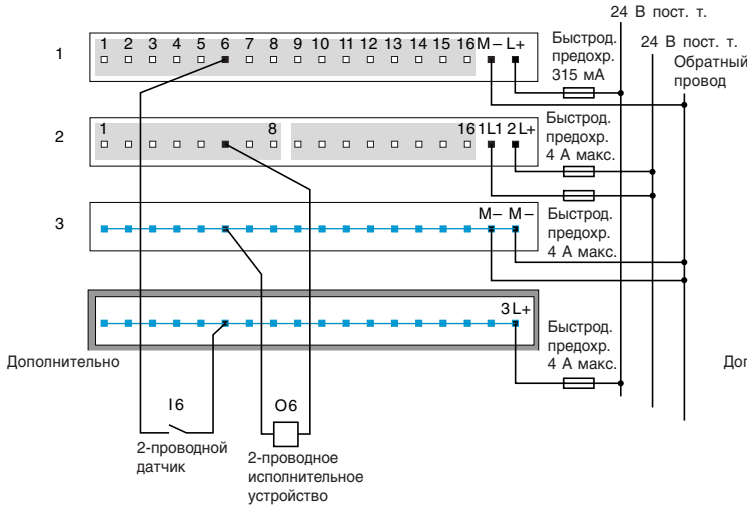 24 В пост. т.
24 В пост. т.
Обратный
провод
1
1 2 3 4 5 6 7 8 9 10 11 12 13 14 15 16 M– L+
Быстрод.
предохр.
315 мА
2
1 8 16 1L1 2L+
Быстрод.
предохр.
4 А макс.
3
M– M–
Быстрод.
предохр.
4 А макс.
3L+
Быстрод.
предохр.
4 А макс.
Дополнительно
Доп
I6
O6
2-проводной
датчик
2-проводное
исполнительное
устройство